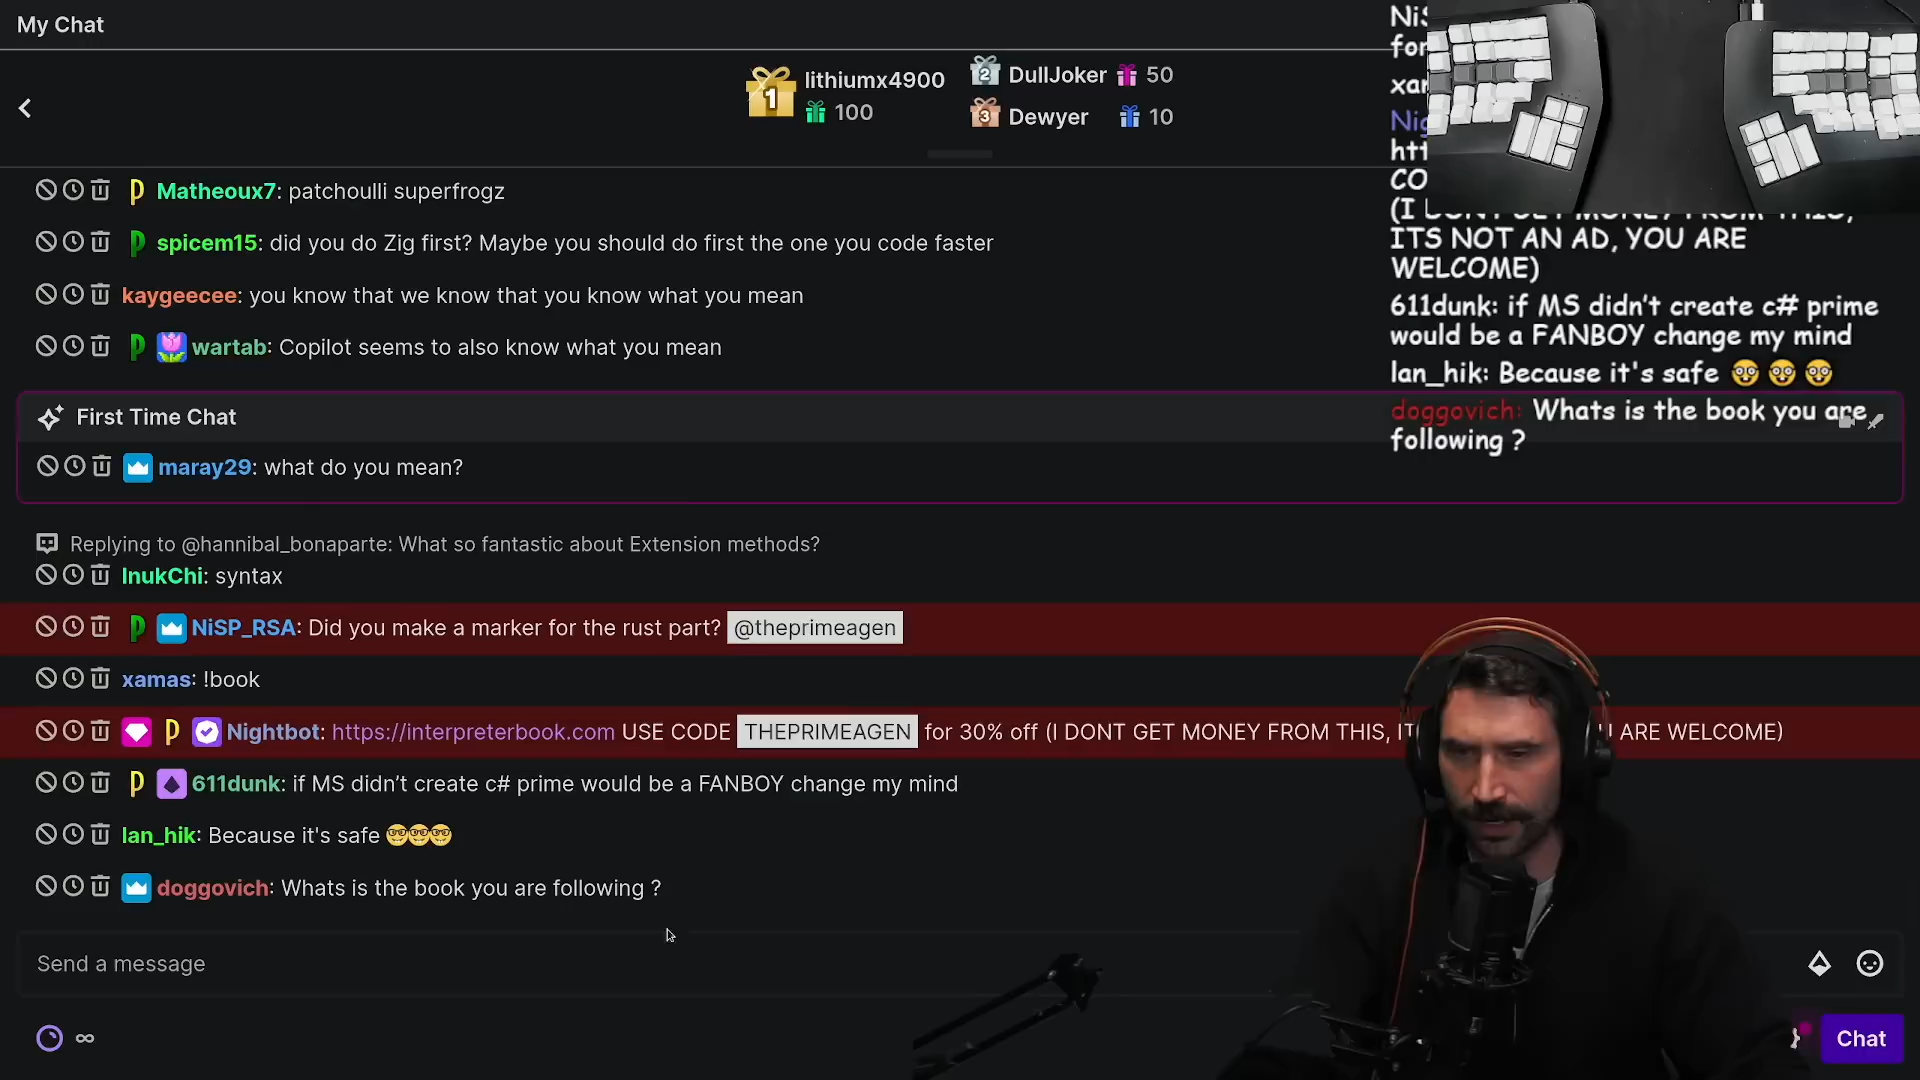 My Chat
lithiumx4900
100
DullJoker 50
Dewyer 10
1
2
3
Matheoux7: patchoulli superfrogz
spicem15: did you do Zig first? Maybe you should do first the one you code faster
kaygeecee: you know that we know that you know what you mean
wartab: Copilot seems to also know what you mean
First Time Chat
maray29: what do you mean?
Replying to @hannibal_bonaparte: What so fantastic about Extension methods?
InukChi: syntax
NiSP_RSA: Did you make a marker for the rust part? @theprimeagen
xamas: !book
Nightbot: https://interpreterbook.com USE CODE THEPRIMEAGEN for 30% off (I DONT GET MONEY FROM THIS, ARE WELCOME)
611dunk: if MS didn’t create c# prime would be a FANBOY change my mind
lan_hik: Because it's safe 🤓🤓🤓
doggovich: Whats is the book you are following ?
Send a message
Chat
(I DONT GET MONEY FROM THIS,
ITS NOT AN AD, YOU ARE
WELCOME)
611dunk: if MS didn’t create c# prime
would be a FANBOY change my mind
lan_hik: Because it's safe 🤓 🤓 🤓
doggovich: Whats is the book you are
following ?